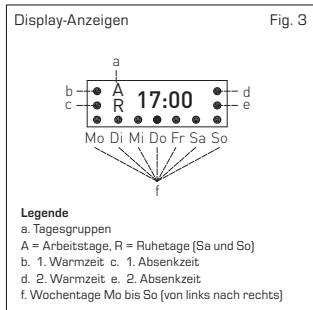 Display-Anzeigen Fig. 3
a
b A 17:00 d
c R e
Mo Di Mi Do Fr Sa So
f
Legende
a. Tagesgruppen
A = Arbeitstage, R = Ruhetage (Sa und So)
b. 1. Warmzeit c. 1. Absenkzeit
d. 2. Warmzeit e. 2. Absenkzeit
f. Wochentage Mo bis So (von links nach rechts)